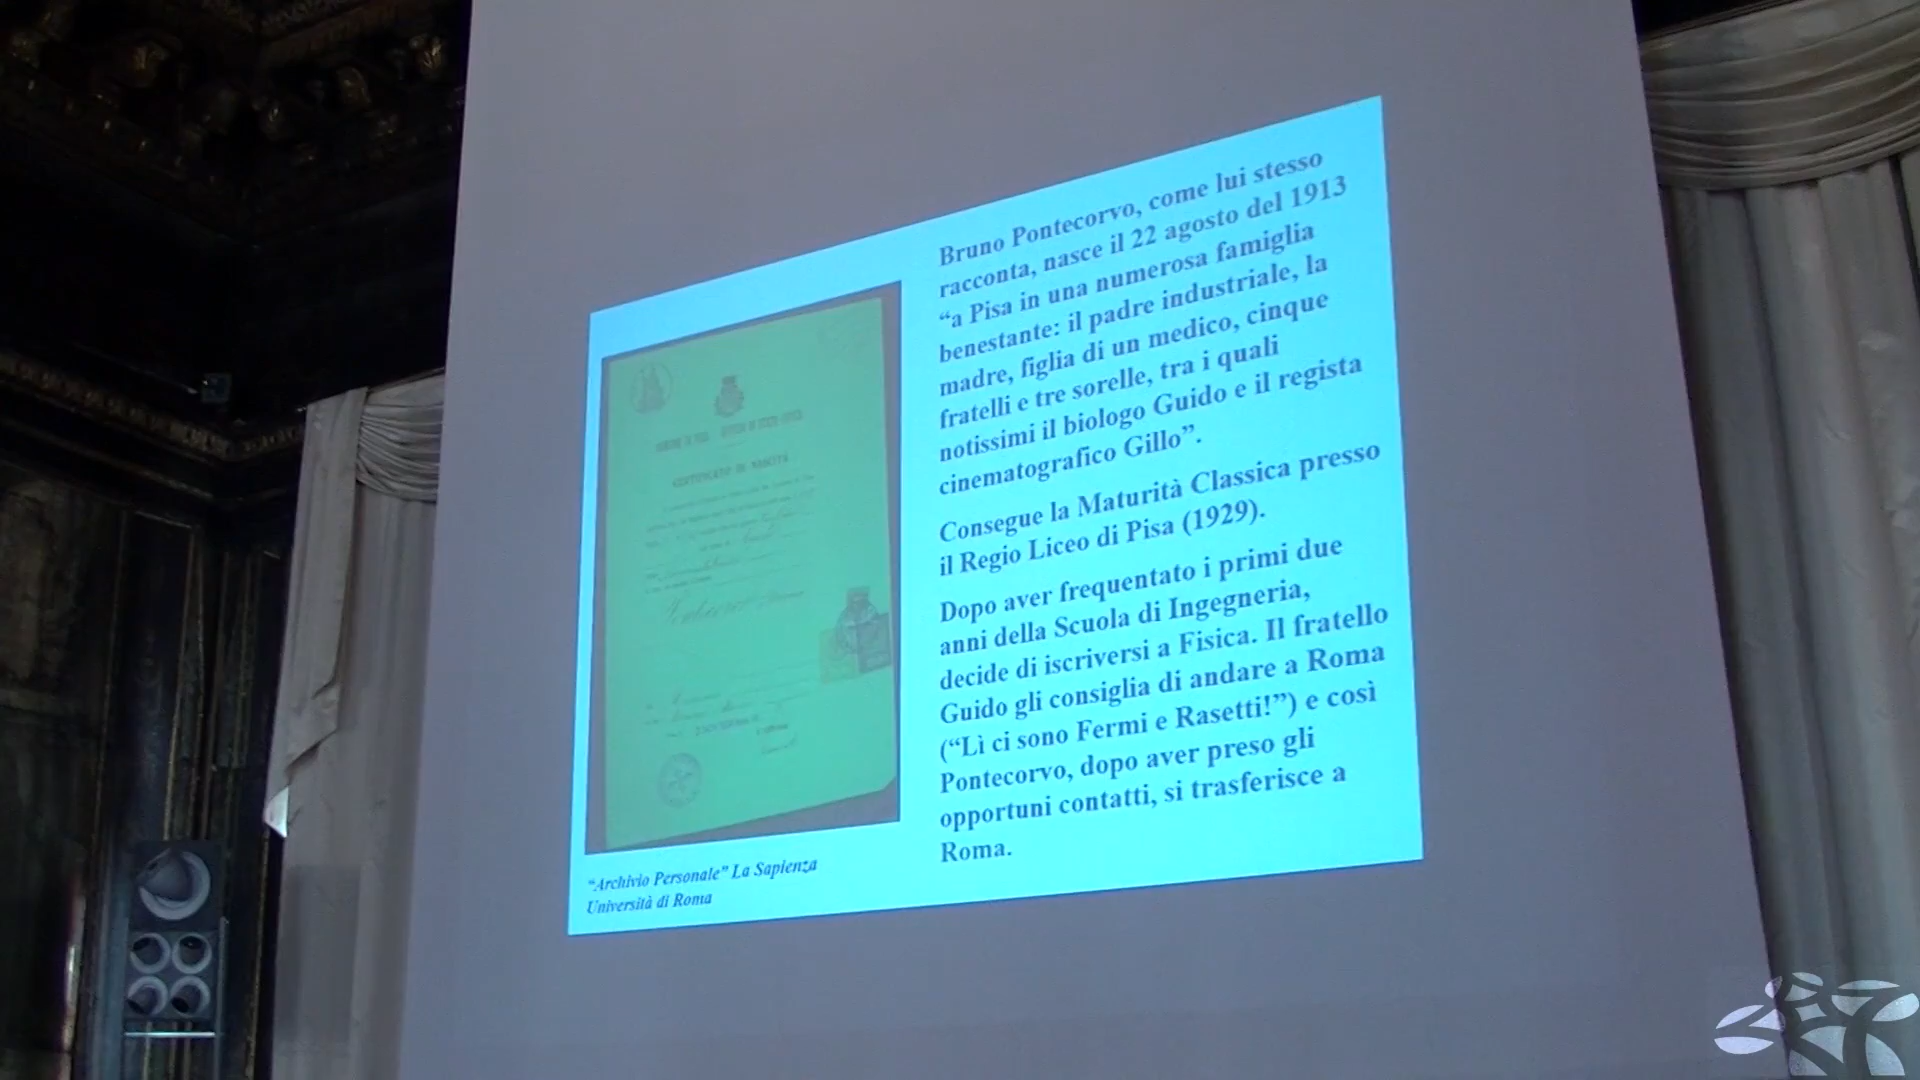 CERTIFICATO DI NASCITA
"Archivio Personale" La Sapienza
Università di Roma
Bruno Pontecorvo, come lui stesso
racconta, nasce il 22 agosto del 1913
“a Pisa in una numerosa famiglia
benestante: il padre industriale, la
madre, figlia di un medico, cinque
fratelli e tre sorelle, tra i quali
notissimi il biologo Guido e il regista
cinematografico Gillo”.
Consegue la Maturità Classica presso
il Regio Liceo di Pisa (1929).
Dopo aver frequentato i primi due
anni della Scuola di Ingegneria,
decide di iscriversi a Fisica. Il fratello
Guido gli consiglia di andare a Roma
(“Lì ci sono Fermi e Rasetti!”) e così
Pontecorvo, dopo aver preso gli
opportuni contatti, si trasferisce a
Roma.